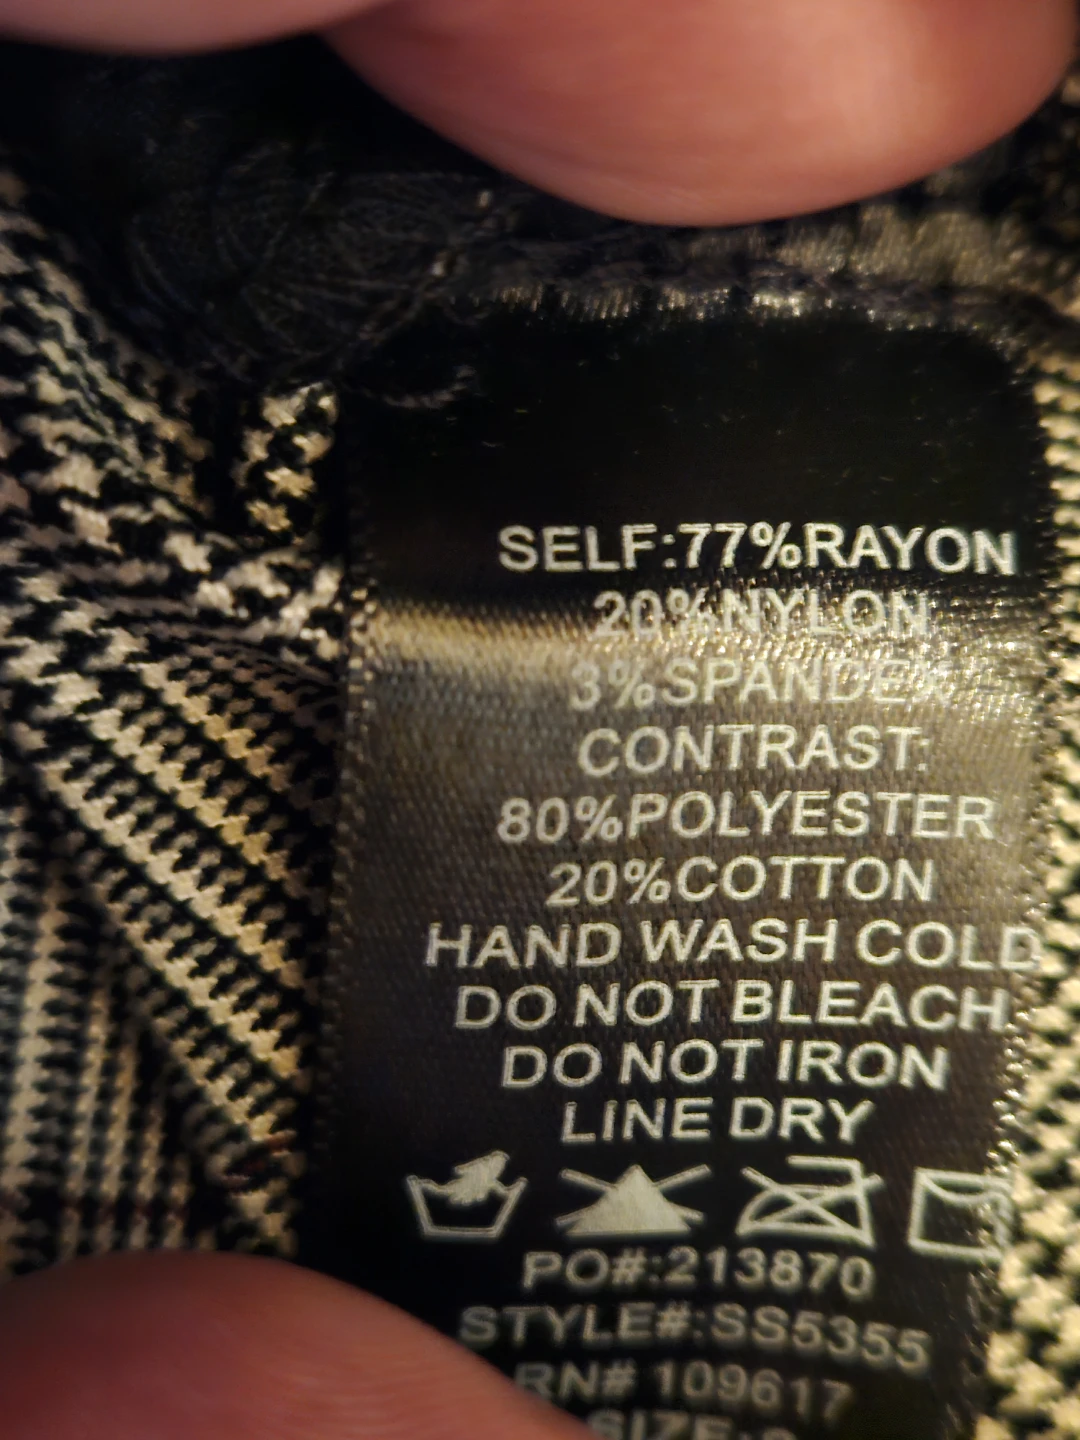 SELF:77%RAYON
20%NYLON
3%SPANDEX
CONTRAST:
80%POLYESTER
20%COTTON
HAND WASH COLD
DO NOT BLEACH
DO NOT IRON
LINE DRY
PO#:213870
STYLE#:SS5355
RN# 109617
SIZE: